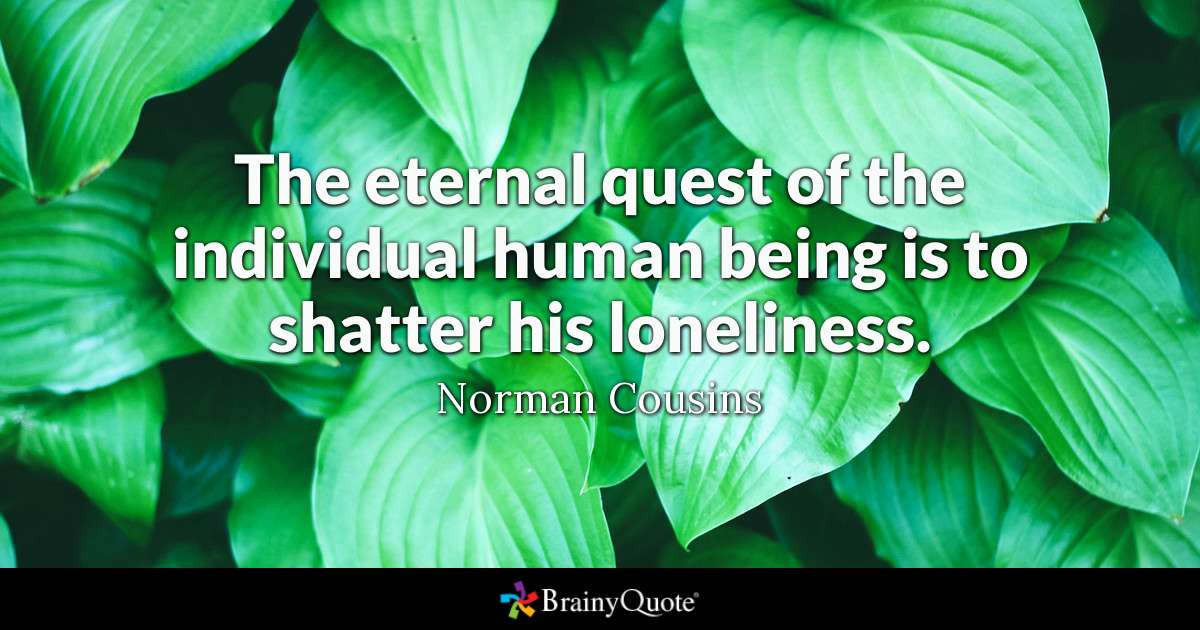 The eternal quest of the
individual human being is to
shatter his loneliness.
Norman Cousins
BrainyQuote®